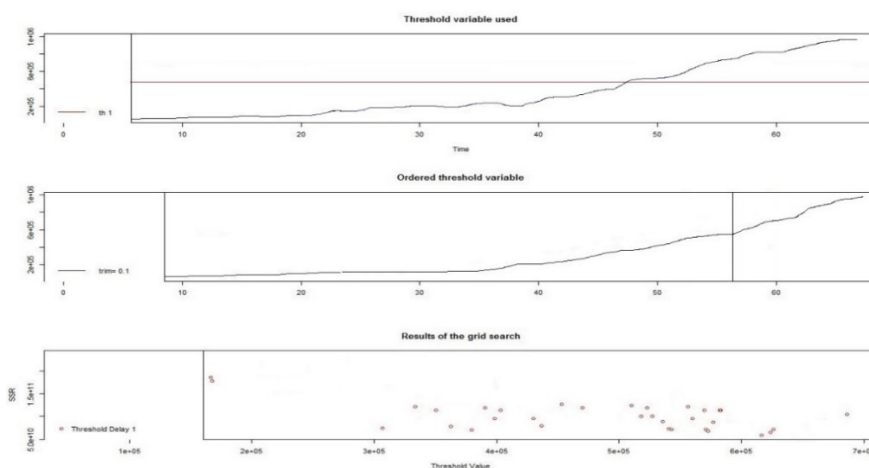 Threshold variable used
1e+06
6e+05
2e+05
th 1
0 10 20 30 40 50 60
Time
Ordered threshold variable
1e+06
6e+05
2e+05
trim= 0.1
0 10 20 30 40 50 60
Results of the grid search
SSR
1.5e+11
5.0e+10
Threshold Delay 1
1e+05 2e+05 3e+05 4e+05 5e+05 6e+05 7e+0
Threshold Value